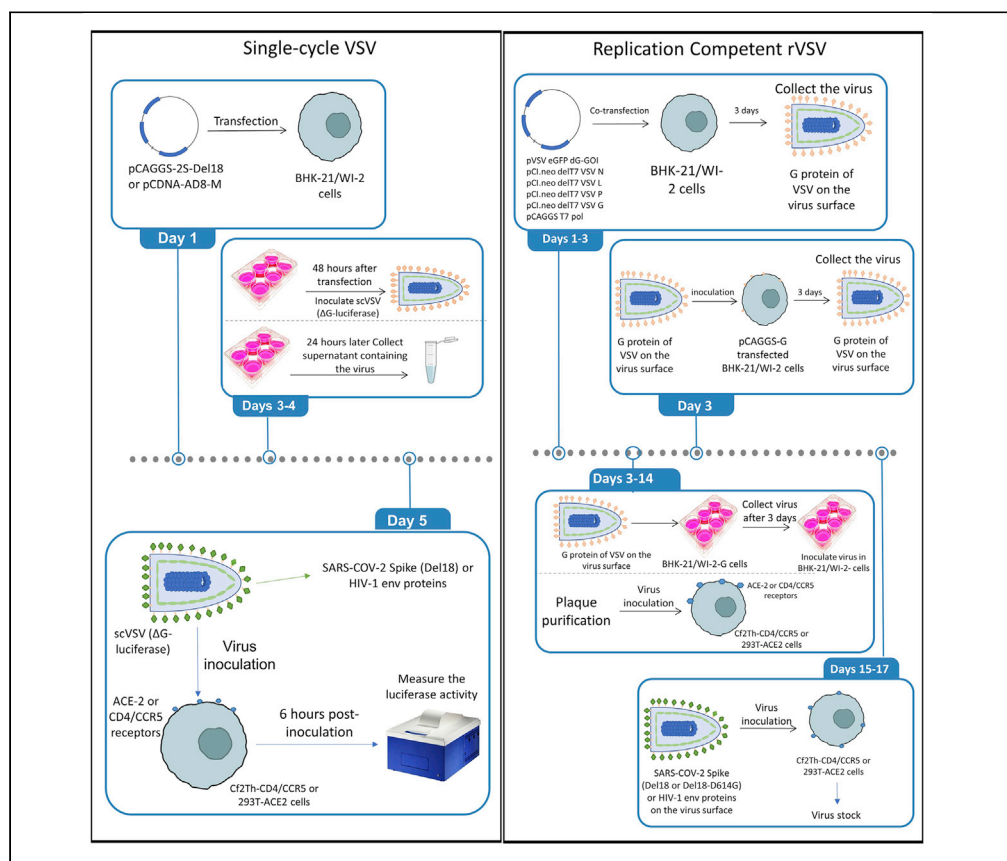 Single-cycle VSV
Transfection
pCAGGS-2S-Del18
or pCDNA-AD8-M
BHK-21/WI-2
cells
Day 1
48 hours after
transfection
Inoculate scVSV
(ΔG-luciferase)
24 hours later Collect
supernatant containing
the virus
Days 3-4
Day 5
SARS-COV-2 Spike (Del18) or
HIV-1 env proteins
scVSV (ΔG-
luciferase)
Virus
inoculation
ACE-2 or
CD4/CCR5
receptors
6 hours post-
inoculation
Measure the
luciferase activity
Cf2Th-CD4/CCR5 or
293T-ACE2 cells
Replication Competent rVSV
Collect the virus
Co-transfection
3 days
pVSV eGFP dG-GOI
pCI.neo delT7 VSV N
pCI.neo delT7 VSV L
pCI.neo delT7 VSV P
pCI.neo delT7 VSV G
pCAGGS T7 pol
BHK-21/WI-
2 cells
G protein of
VSV on the
virus surface
Days 1-3
Collect the virus
inoculation
3 days
G protein of
VSV on the
virus surface
pCAGGS-G
transfected
BHK-21/WI-2 cells
G protein of
VSV on the
virus surface
Day 3
Days 3-14
Collect virus
after 3 days
G protein of VSV on the
virus surface
BHK-21/WI-2-G cells
Inoculate virus in
BHK-21/WI-2- cells
ACE-2 or CD4/CCR5
receptors
Plaque
purification
Virus
inoculation
Cf2Th-CD4/CCR5 or
293T-ACE2 cells
Days 15-17
Virus
inoculation
SARS-COV-2 Spike
(Del18 or Del18-D614G)
or HIV-1 env proteins
on the virus surface
Cf2Th-CD4/CCR5 or
293T-ACE2 cells
Virus stock